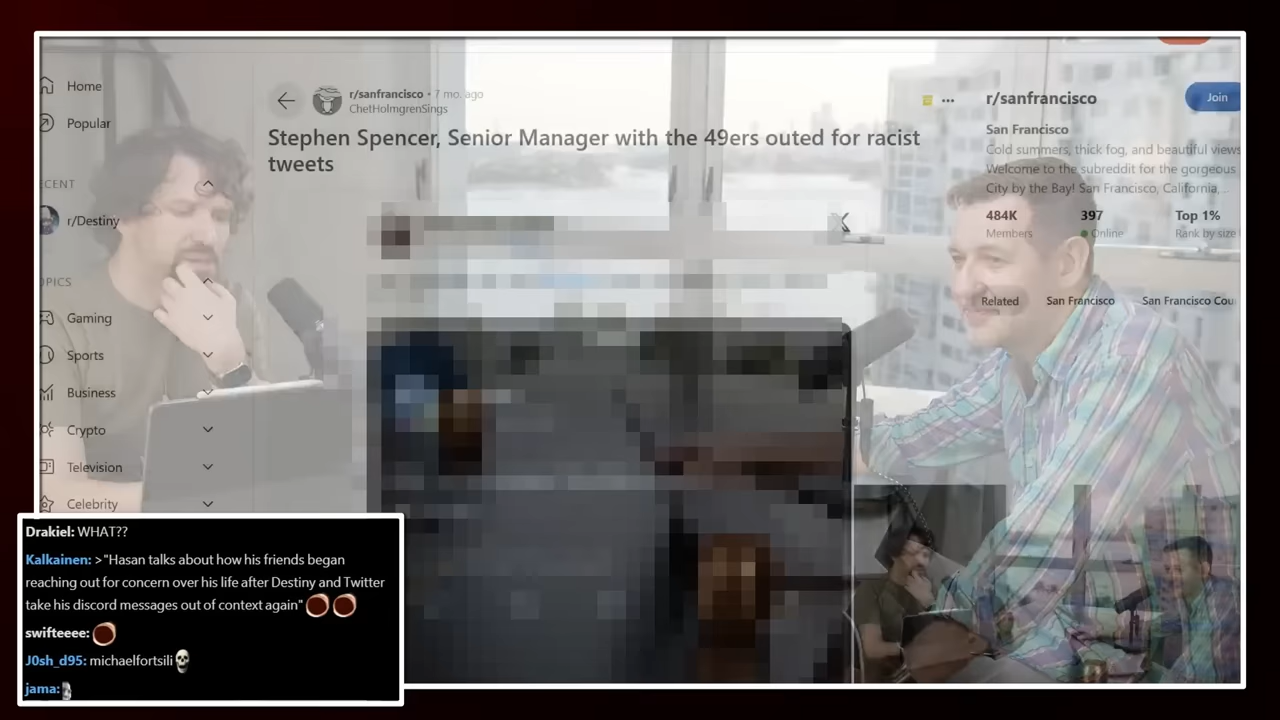 Home
Popular
ECENT
r/Destiny
OPICS
Gaming
Sports
Business
Crypto
Television
Celebrity
r/sanfrancisco • 7 mo. ago
ChetHolmgrenSings
Stephen Spencer, Senior Manager with the 49ers outed for racist
tweets
r/sanfrancisco
Join
San Francisco
Cold summers, thick fog, and beautiful views
Welcome to the subreddit for the gorgeous
City by the Bay! San Francisco, California,...
484K 397 Top 1%
Members Online Rank by size
Related San Francisco San Francisco Cou
Drakiel: WHAT??
Kalkainen: >"Hasan talks about how his friends began
reaching out for concern over his life after Destiny and Twitter
take his discord messages out of context again"
swifteeee:
J0sh_d95: michaelfortsili
jama: